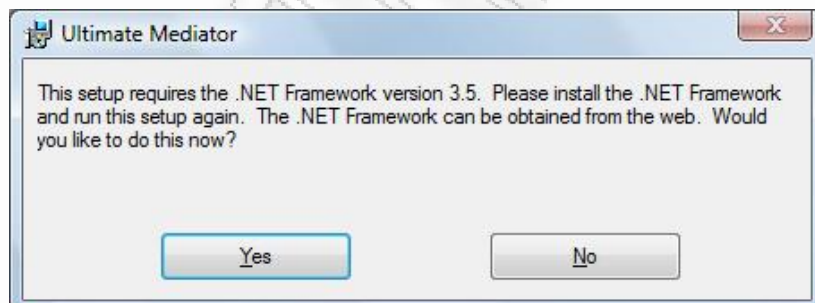 Ultimate Mediator
This setup requires the .NET Framework version 3.5.  Please install the .NET Framework
and run this setup again.  The .NET Framework can be obtained from the web.  Would
you like to do this now?
Yes
No